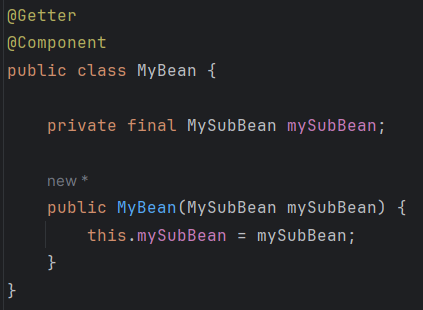 @Getter
@Component
public class MyBean {
private final MySubBean mySubBean;
new *
public MyBean(MySubBean mySubBean) {
this.mySubBean = mySubBean;
}
}